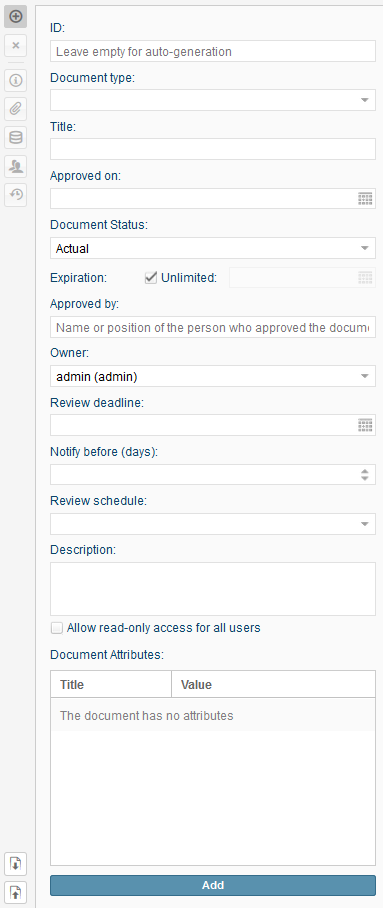 ID:
Leave empty for auto-generation
Document type:
Title:
Approved on:
Document Status:
Actual
Expiration: Unlimited:
Approved by:
Name or position of the person who approved the docume
Owner:
admin (admin)
Review deadline:
Notify before (days):
Review schedule:
Description:
Allow read-only access for all users
Document Attributes:
Title Value
The document has no attributes
Add